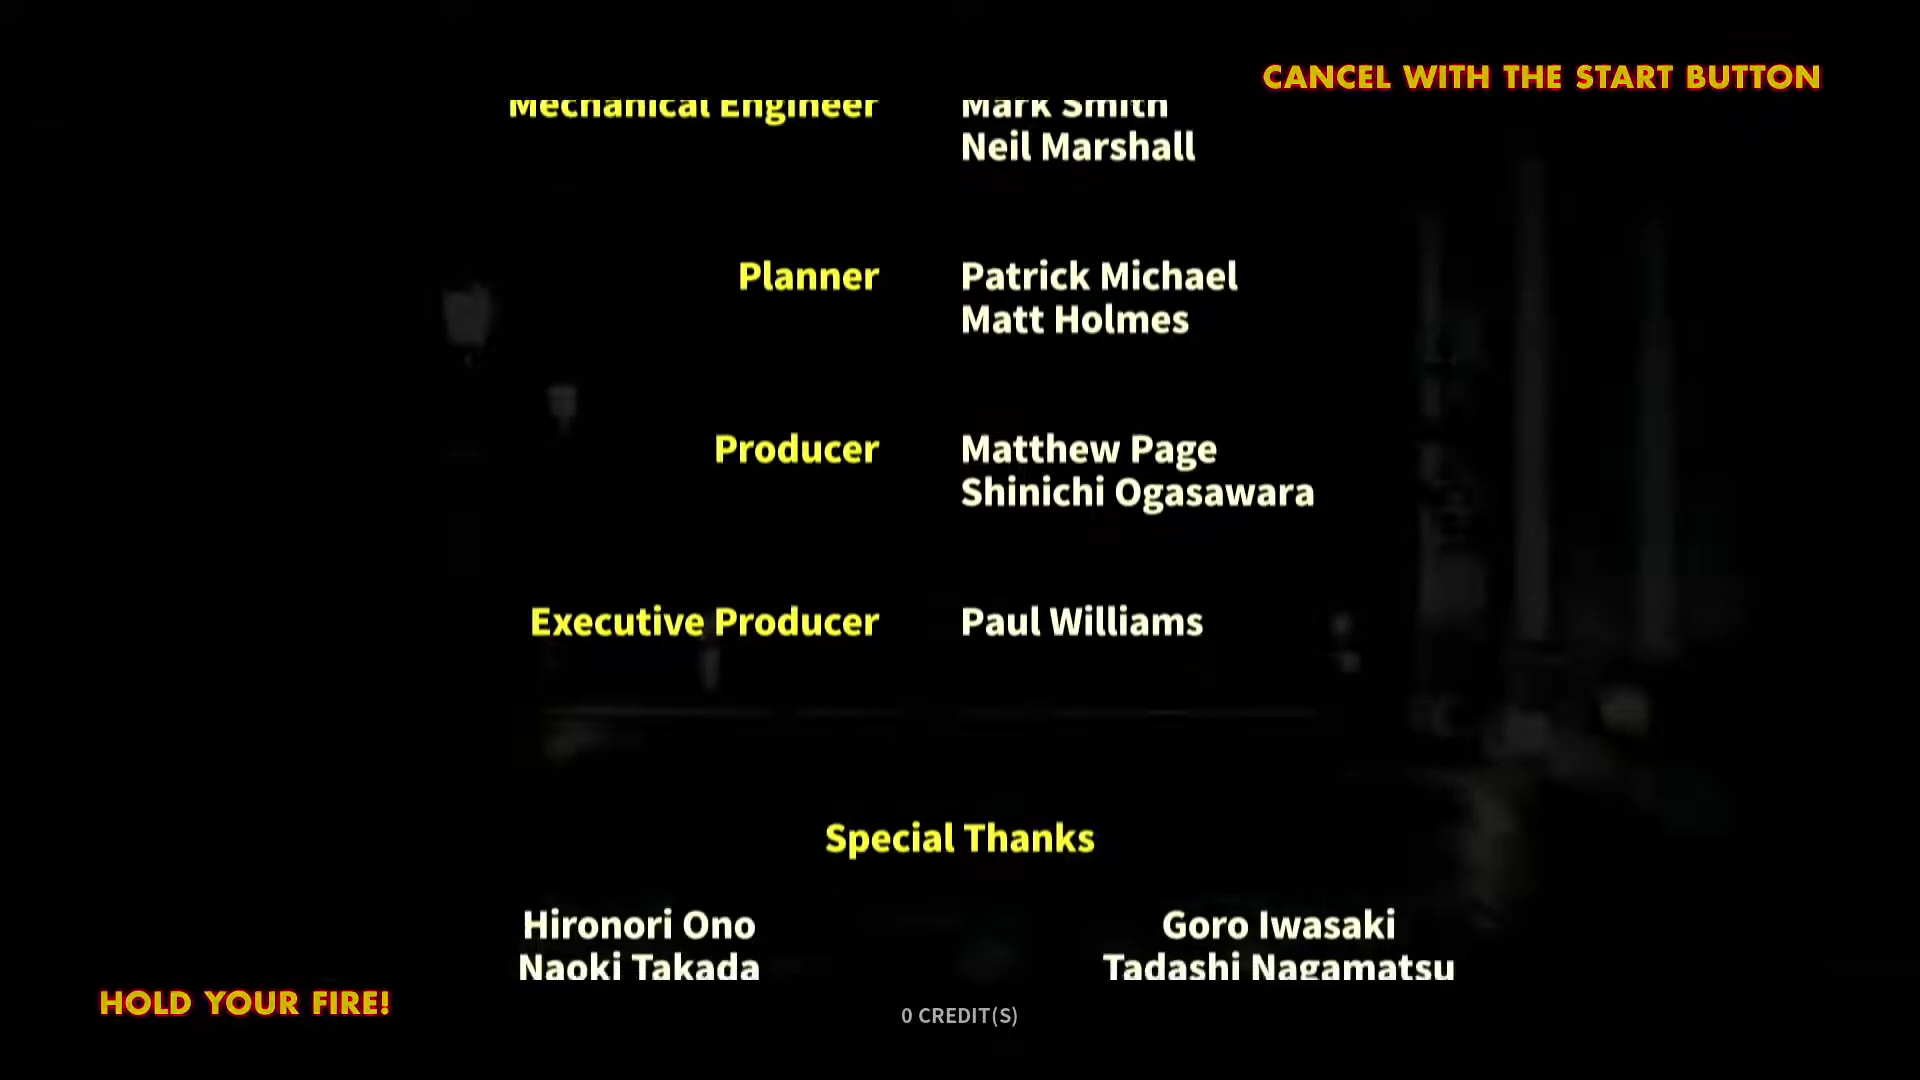 CANCEL WITH THE START BUTTON
Mechanical Engineer Mark Smith
Neil Marshall
Planner Patrick Michael
Matt Holmes
Producer Matthew Page
Shinichi Ogasawara
Executive Producer Paul Williams
Special Thanks
Hironori Ono Goro Iwasaki
Naoki Takada Tadashi Nagamatsu
HOLD YOUR FIRE!
0 CREDIT(S)